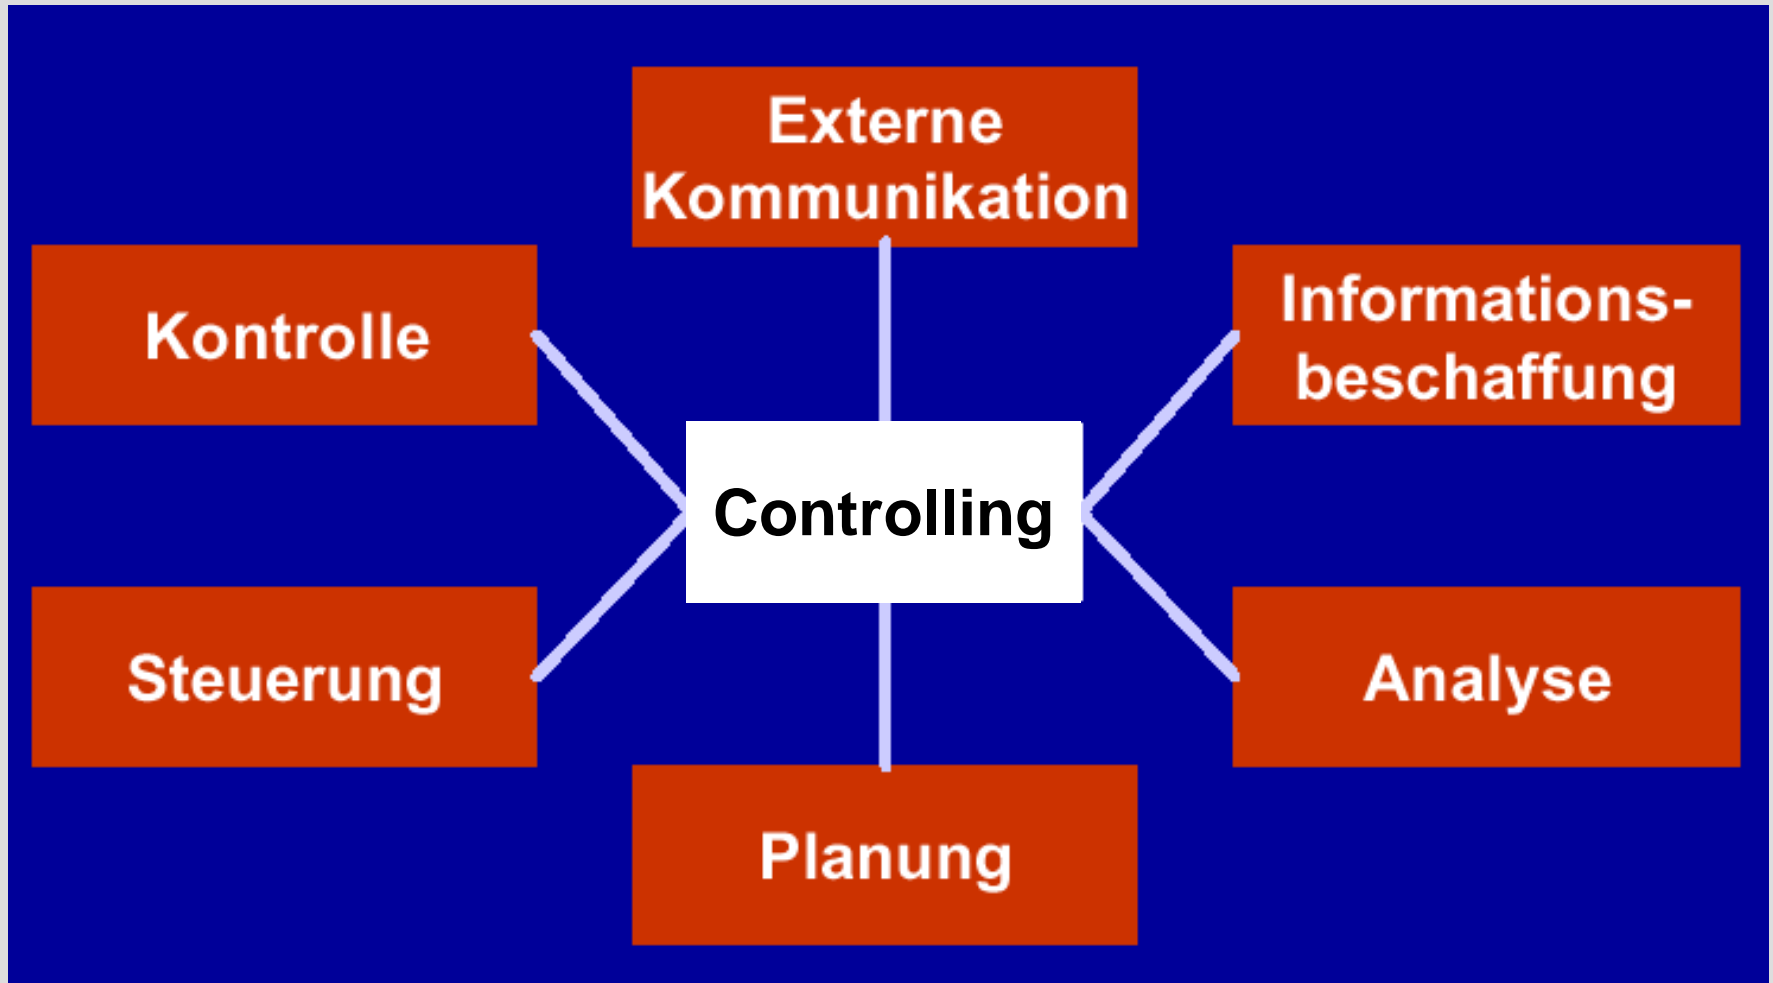 Externe
Kommunikation
Kontrolle
Informations-
beschaffung
Controlling
Steuerung
Analyse
Planung